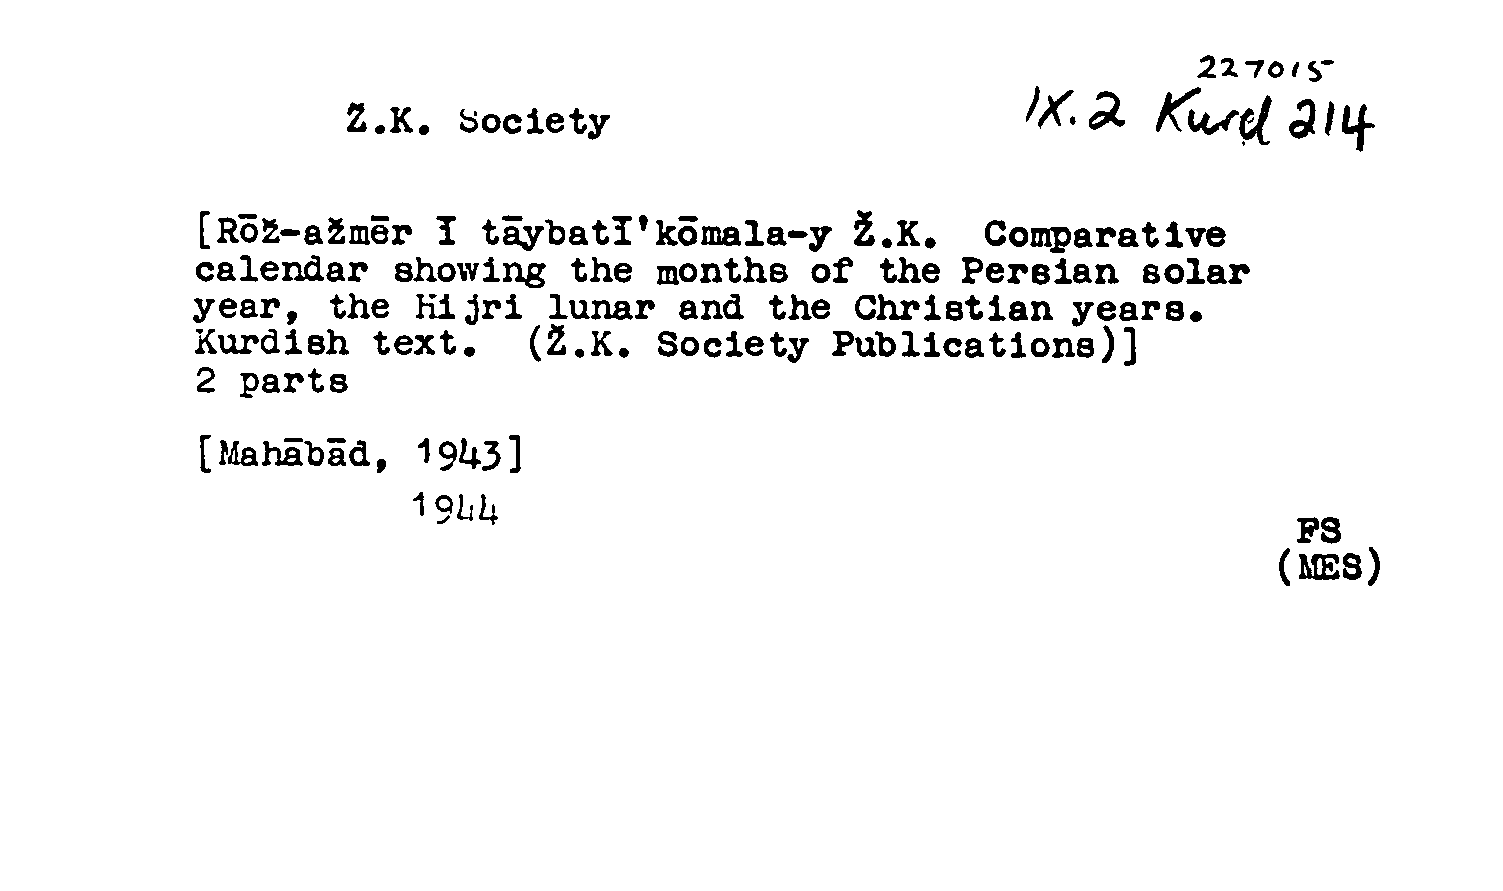 227015
Ž.K. Society
IX.2 Kurd 214
[Rōž-ažmēr Ī tāybatī'kōmala-y Ž.K. Comparative
calendar showing the months of the Persian solar
year, the Hijri lunar and the Christian years.
Kurdish text. (Ž.K. Society Publications)]
2 parts
[Mahābād, 1943]
1944
FS
(MES)